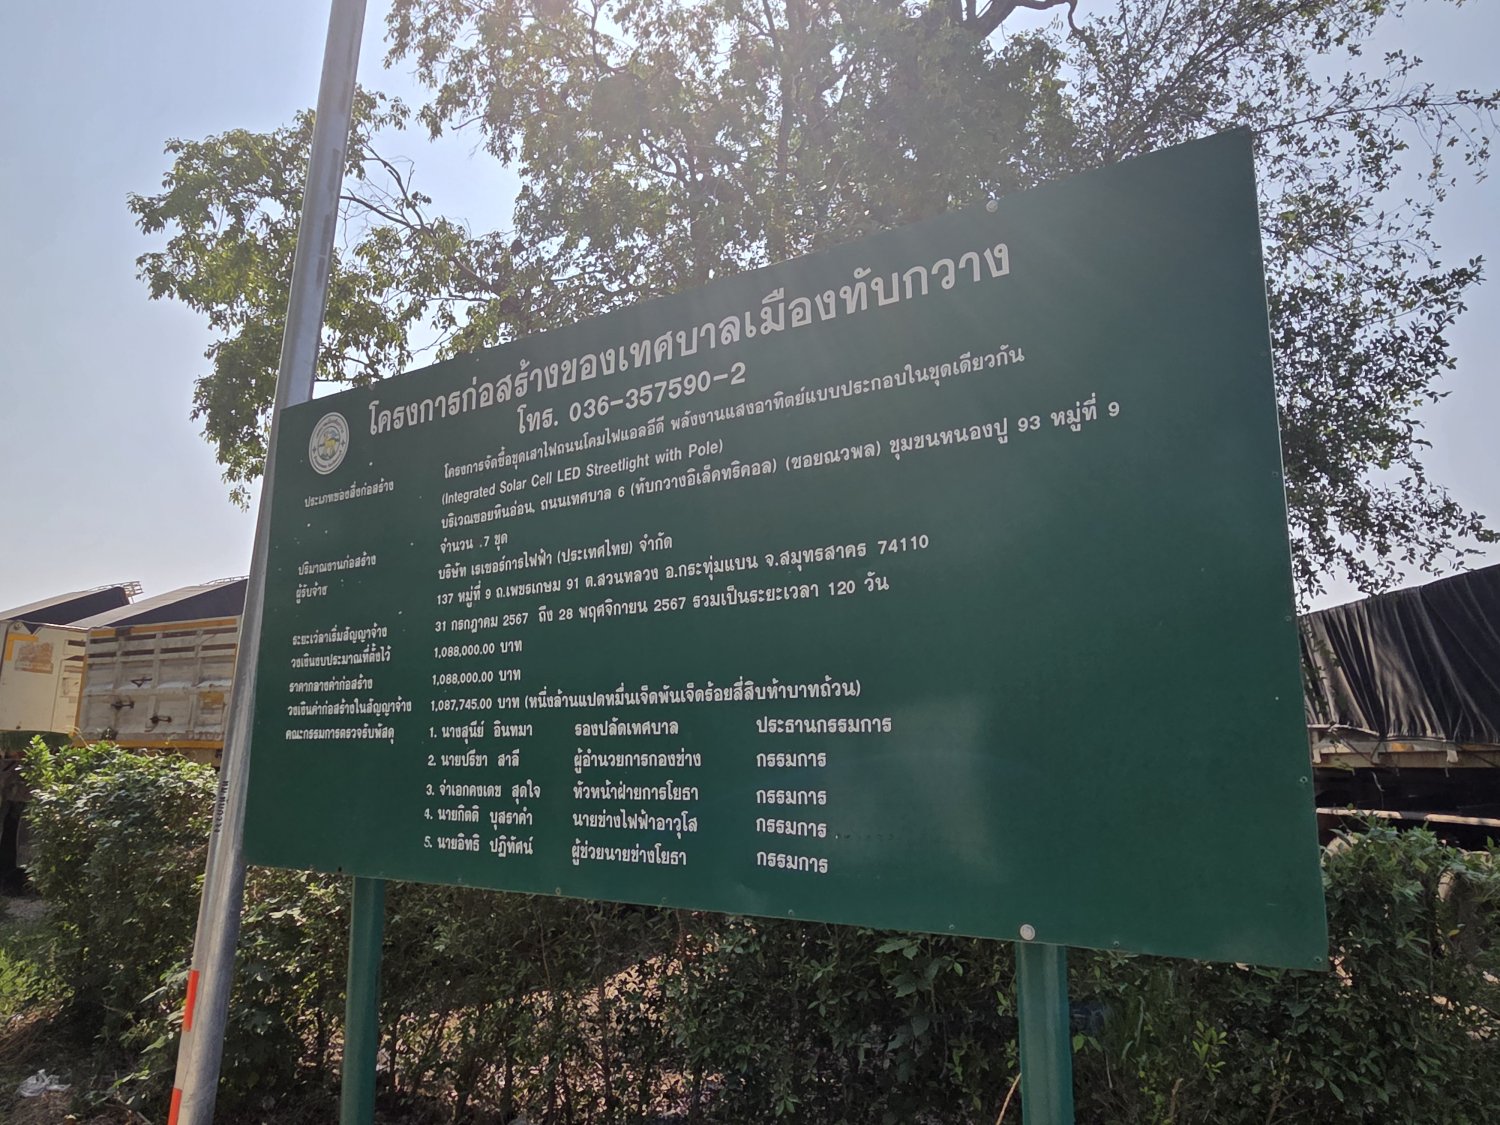 โครงการก่อสร้างของเทศบาลเมืองทับกวาง
โทร. 036-357590-2
ประเภทของสิ่งก่อสร้าง โครงการจัดซื้อชุดเสาไฟถนนโคมไฟแอลอีดี พลังงานแสงอาทิตย์แบบประกอบในชุดเดียวกัน
(Integrated Solar Cell LED Streetlight with Pole)
บริเวณซอยหินอ่อน, ถนนเทศบาล 6 (ทับกวางอิเล็คทริคอล) (ซอยณวพล) ชุมชนหนองปู 93 หมู่ที่ 9
ปริมาณงานก่อสร้าง จำนวน 7 ชุด
ผู้รับจ้าง บริษัท เรเซอร์การไฟฟ้า (ประเทศไทย) จำกัด
137 หมู่ที่ 9 ถ.เพชรเกษม 91 ต.สวนหลวง อ.กระทุ่มแบน จ.สมุทรสาคร 74110
ระยะเวลาเริ่มสัญญาจ้าง 31 กรกฎาคม 2567 ถึง 28 พฤศจิกายน 2567 รวมเป็นระยะเวลา 120 วัน
วงเงินงบประมาณที่ตั้งไว้ 1,088,000.00 บาท
ราคากลางค่าก่อสร้าง 1,088,000.00 บาท
วงเงินค่าก่อสร้างในสัญญาจ้าง 1,087,745.00 บาท (หนึ่งล้านแปดหมื่นเจ็ดพันเจ็ดร้อยสี่สิบห้าบาทถ้วน)
คณะกรรมการตรวจรับพัสดุ 1. นางสุนีย์ อินทมา รองปลัดเทศบาล ประธานกรรมการ
2. นายปรีชา สาลี ผู้อำนวยการกองช่าง กรรมการ
3. จ่าเอกคงเดช สุดใจ หัวหน้าฝ่ายการโยธา กรรมการ
4. นายกิตติ บุสราคำ นายช่างไฟฟ้าอาวุโส กรรมการ
5. นายอิทธิ ปฏิทัศน์ ผู้ช่วยนายช่างโยธา กรรมการ